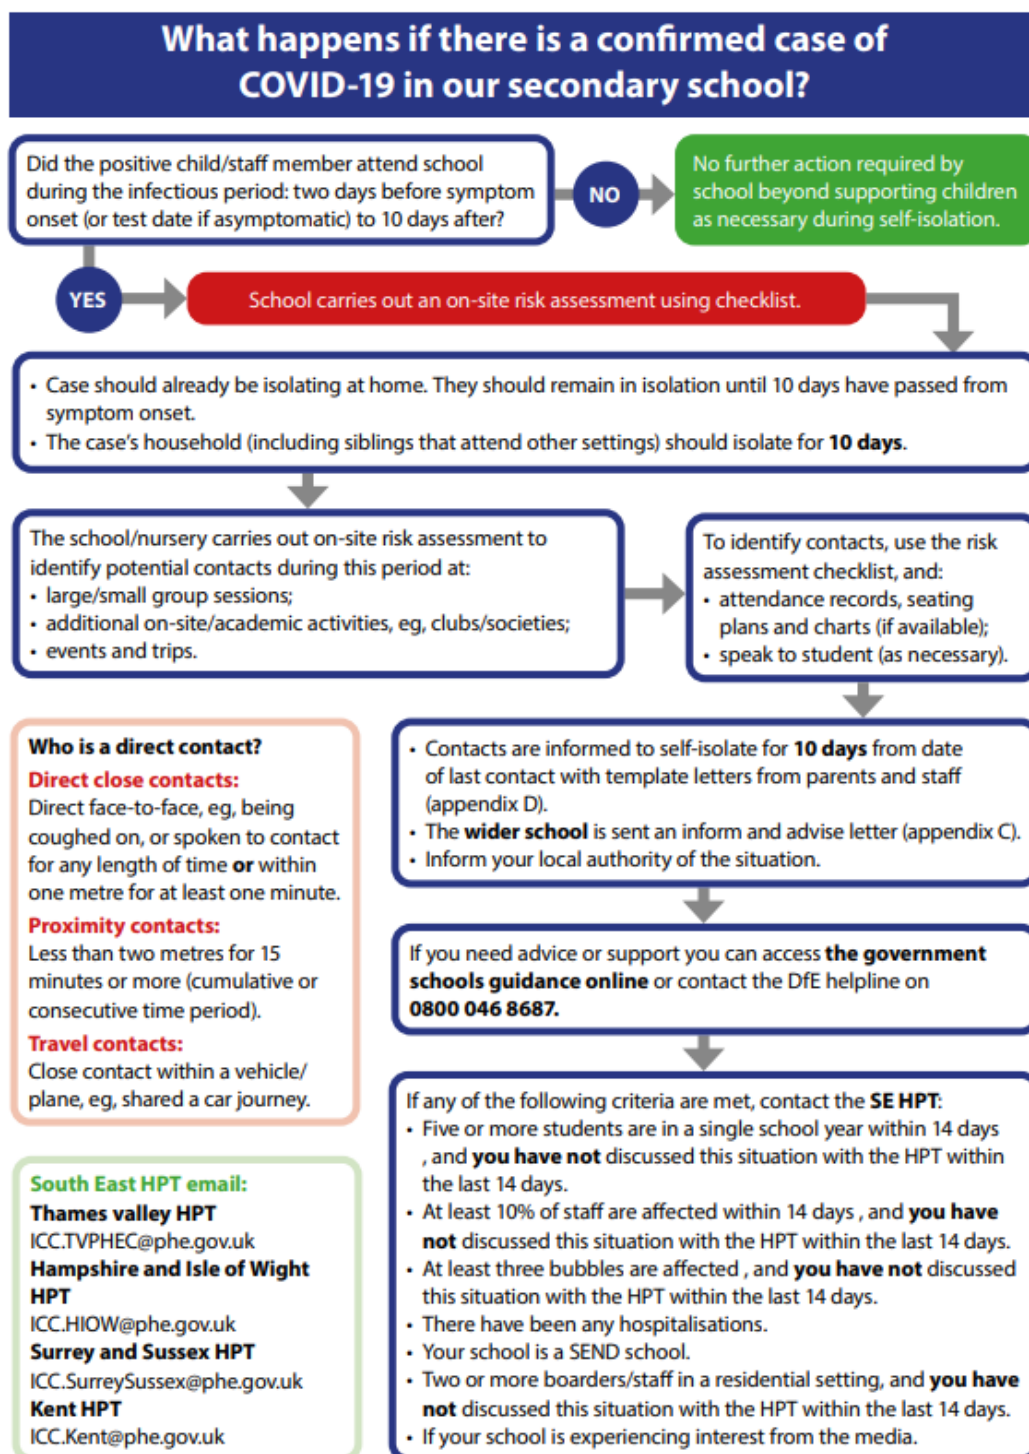 What happens if there is a confirmed case of
COVID-19 in our secondary school?
Did the positive child/staff member attend school
during the infectious period: two days before symptom
onset (or test date if asymptomatic) to 10 days after?
NO
No further action required by
school beyond supporting children
as necessary during self-isolation.
YES
School carries out an on-site risk assessment using checklist.
• Case should already be isolating at home. They should remain in isolation until 10 days have passed from
symptom onset.
• The case's household (including siblings that attend other settings) should isolate for 10 days.
The school/nursery carries out on-site risk assessment to
identify potential contacts during this period at:
• large/small group sessions;
• additional on-site/academic activities, eg, clubs/societies;
• events and trips.
To identify contacts, use the risk
assessment checklist, and:
• attendance records, seating
plans and charts (if available);
• speak to student (as necessary).
Who is a direct contact?
Direct close contacts:
Direct face-to-face, eg, being
coughed on, or spoken to contact
for any length of time or within
one metre for at least one minute.
Proximity contacts:
Less than two metres for 15
minutes or more (cumulative or
consecutive time period).
Travel contacts:
Close contact within a vehicle/
plane, eg, shared a car journey.
• Contacts are informed to self-isolate for 10 days from date
of last contact with template letters from parents and staff
(appendix D).
• The wider school is sent an inform and advise letter (appendix C).
• Inform your local authority of the situation.
If you need advice or support you can access the government
schools guidance online or contact the DfE helpline on
0800 046 8687.
If any of the following criteria are met, contact the SE HPT:
• Five or more students are in a single school year within 14 days
, and you have not discussed this situation with the HPT within
the last 14 days.
• At least 10% of staff are affected within 14 days , and you have
not discussed this situation with the HPT within the last 14 days.
• At least three bubbles are affected , and you have not discussed
this situation with the HPT within the last 14 days.
• There have been any hospitalisations.
• Your school is a SEND school.
• Two or more boarders/staff in a residential setting, and you have
not discussed this situation with the HPT within the last 14 days.
• If your school is experiencing interest from the media.
South East HPT email:
Thames valley HPT
ICC.TVPHEC@phe.gov.uk
Hampshire and Isle of Wight
HPT
ICC.HIOW@phe.gov.uk
Surrey and Sussex HPT
ICC.SurreySussex@phe.gov.uk
Kent HPT
ICC.Kent@phe.gov.uk